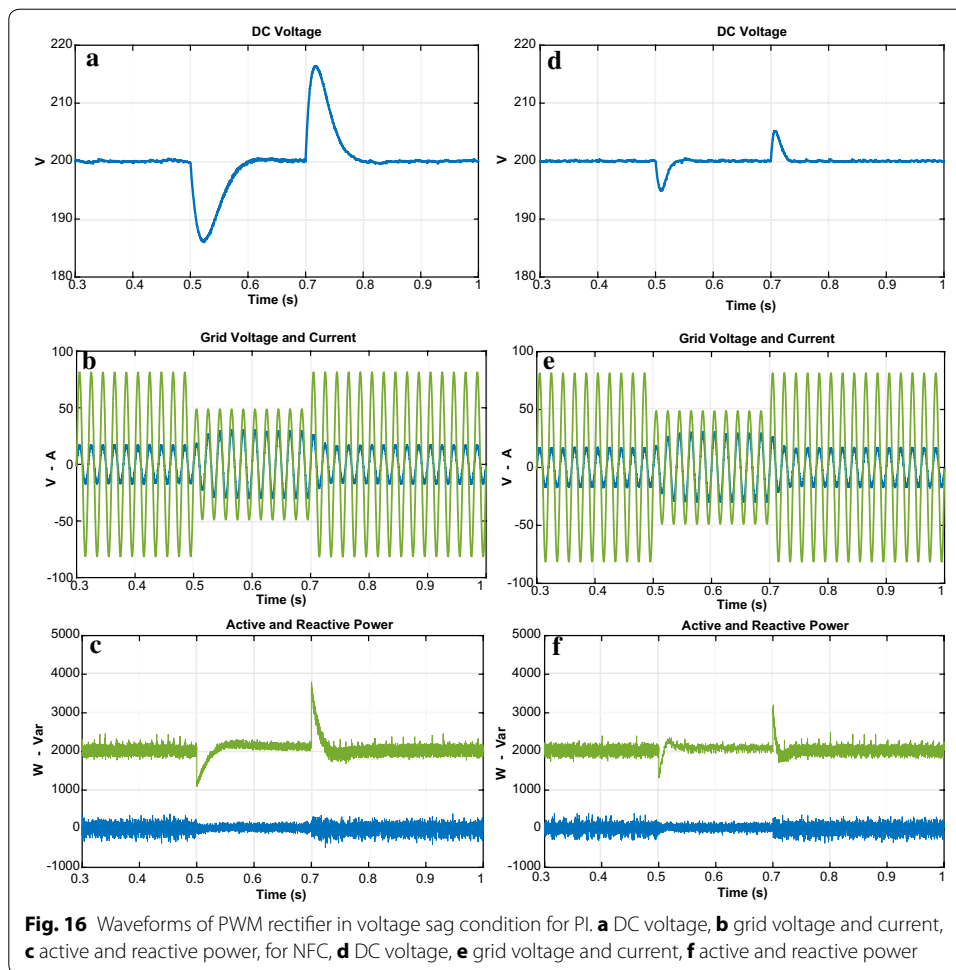 DC Voltage
a
220
210
200
190
180
V
0.3 0.4 0.5 0.6 0.7 0.8 0.9 1
Time (s)
DC Voltage
d
220
210
200
190
180
V
0.3 0.4 0.5 0.6 0.7 0.8 0.9 1
Time (s)
Grid Voltage and Current
b
100
50
0
-50
-100
V - A
0.3 0.4 0.5 0.6 0.7 0.8 0.9 1
Time (s)
Grid Voltage and Current
e
100
50
0
-50
-100
V - A
0.3 0.4 0.5 0.6 0.7 0.8 0.9 1
Time (s)
Active and Reactive Power
c
5000
4000
3000
2000
1000
0
-1000
W - Var
0.3 0.4 0.5 0.6 0.7 0.8 0.9 1
Time (s)
Active and Reactive Power
f
5000
4000
3000
2000
1000
0
-1000
W - Var
0.3 0.4 0.5 0.6 0.7 0.8 0.9 1
Time (s)
Fig. 16 Waveforms of PWM rectifier in voltage sag condition for PI. a DC voltage, b grid voltage and current,
c active and reactive power, for NFC, d DC voltage, e grid voltage and current, f active and reactive power